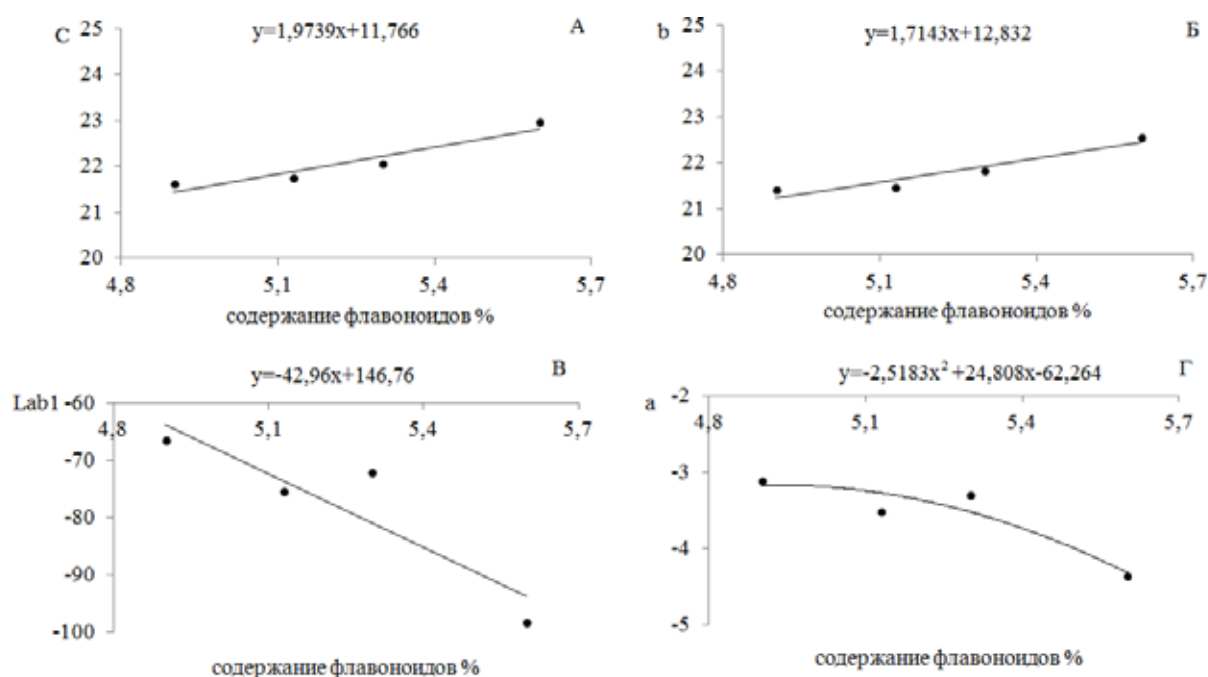 C
y=1,9739x+11,766
А
25
24
23
22
21
20
4,8
5,1
5,4
5,7
содержание флавоноидов %
b
y=1,7143x+12,832
Б
25
24
23
22
21
20
4,8
5,1
5,4
5,7
содержание флавоноидов %
y=-42,96x+146,76
В
Lab1 -60
-70
-80
-90
-100
4,8
5,1
5,4
5,7
содержание флавоноидов %
y=-2,5183x² +24,808x-62,264
Г
a
-2
-3
-4
-5
4,8
5,1
5,4
5,7
содержание флавоноидов %